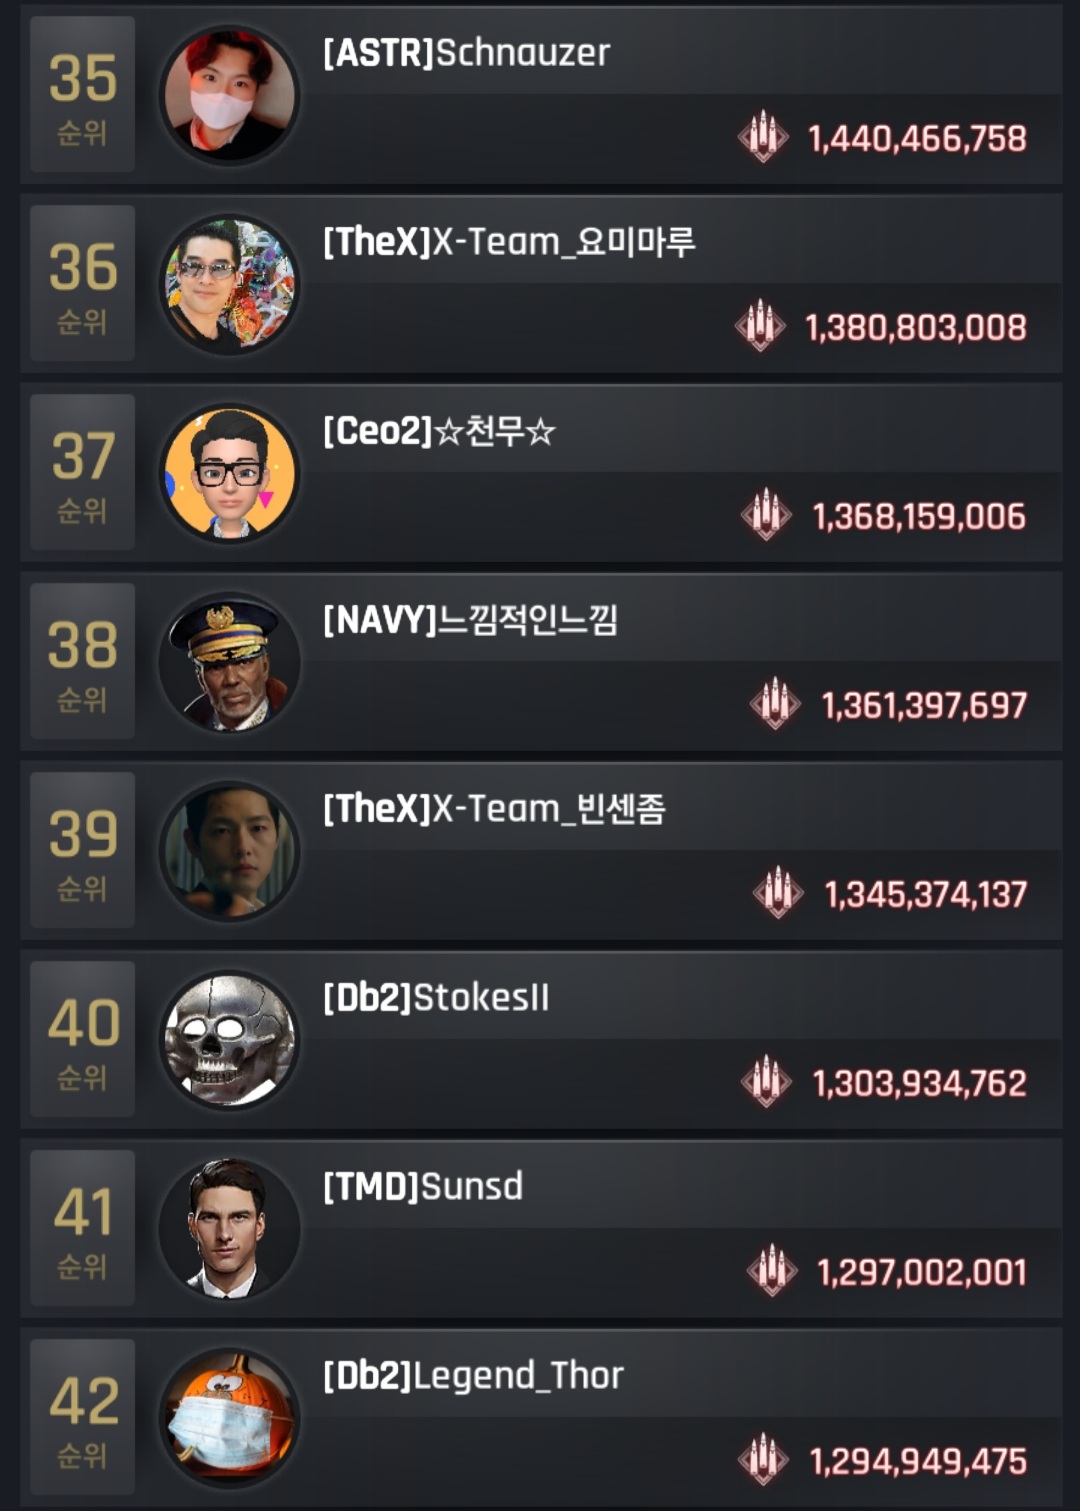 35
순위
[ASTR]Schnauzer
1,440,466,758
36
순위
[TheX]X-Team_요미마루
1,380,803,008
37
순위
[Ceo2]☆천무☆
1,368,159,006
38
순위
[NAVY]느낌적인느낌
1,361,397,697
39
순위
[TheX]X-Team_빈센좀
1,345,374,137
40
순위
[Db2]StokesII
1,303,934,762
41
순위
[TMD]Sunsd
1,297,002,001
42
순위
[Db2]Legend_Thor
1,294,949,475